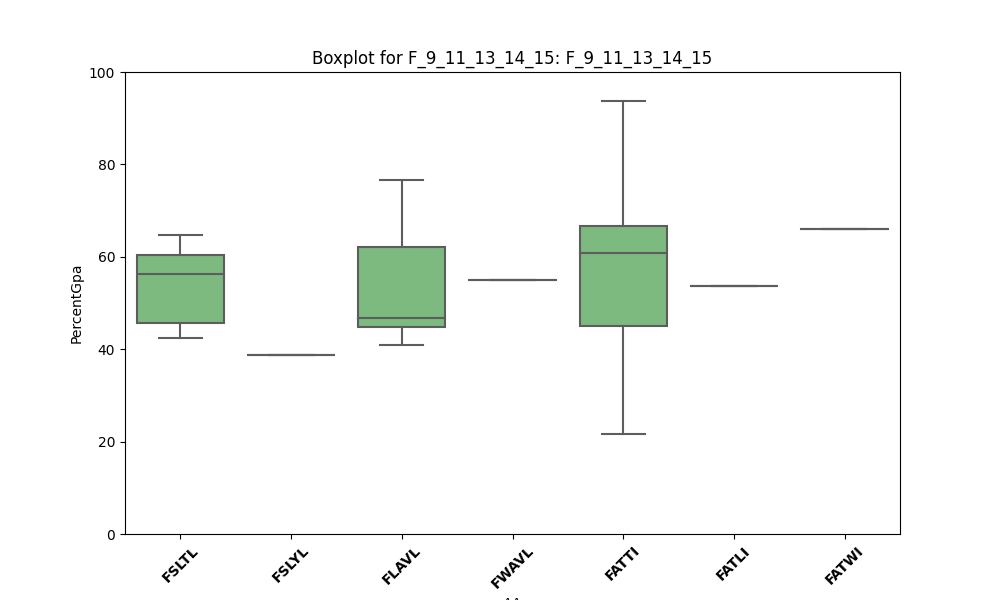 Boxplot for F_9_11_13_14_15: F_9_11_13_14_15
PercentGpa
100
80
60
40
20
0
FSLTL
FSLYL
FLAVL
FWAVL
FATTI
FATLI
FATWI